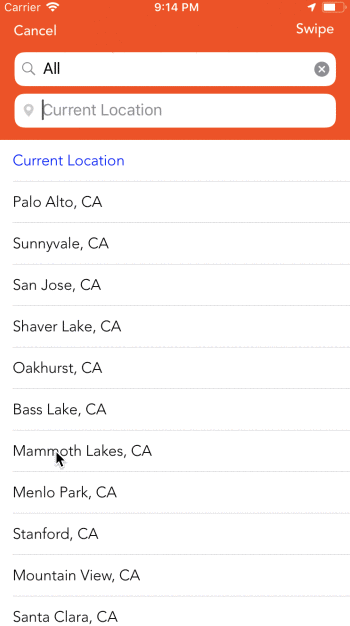 Carrier 9:14 PM
Cancel Swipe
All
Current Location
Current Location
Palo Alto, CA
Sunnyvale, CA
San Jose, CA
Shaver Lake, CA
Oakhurst, CA
Bass Lake, CA
Mammoth Lakes, CA
Menlo Park, CA
Stanford, CA
Mountain View, CA
Santa Clara, CA